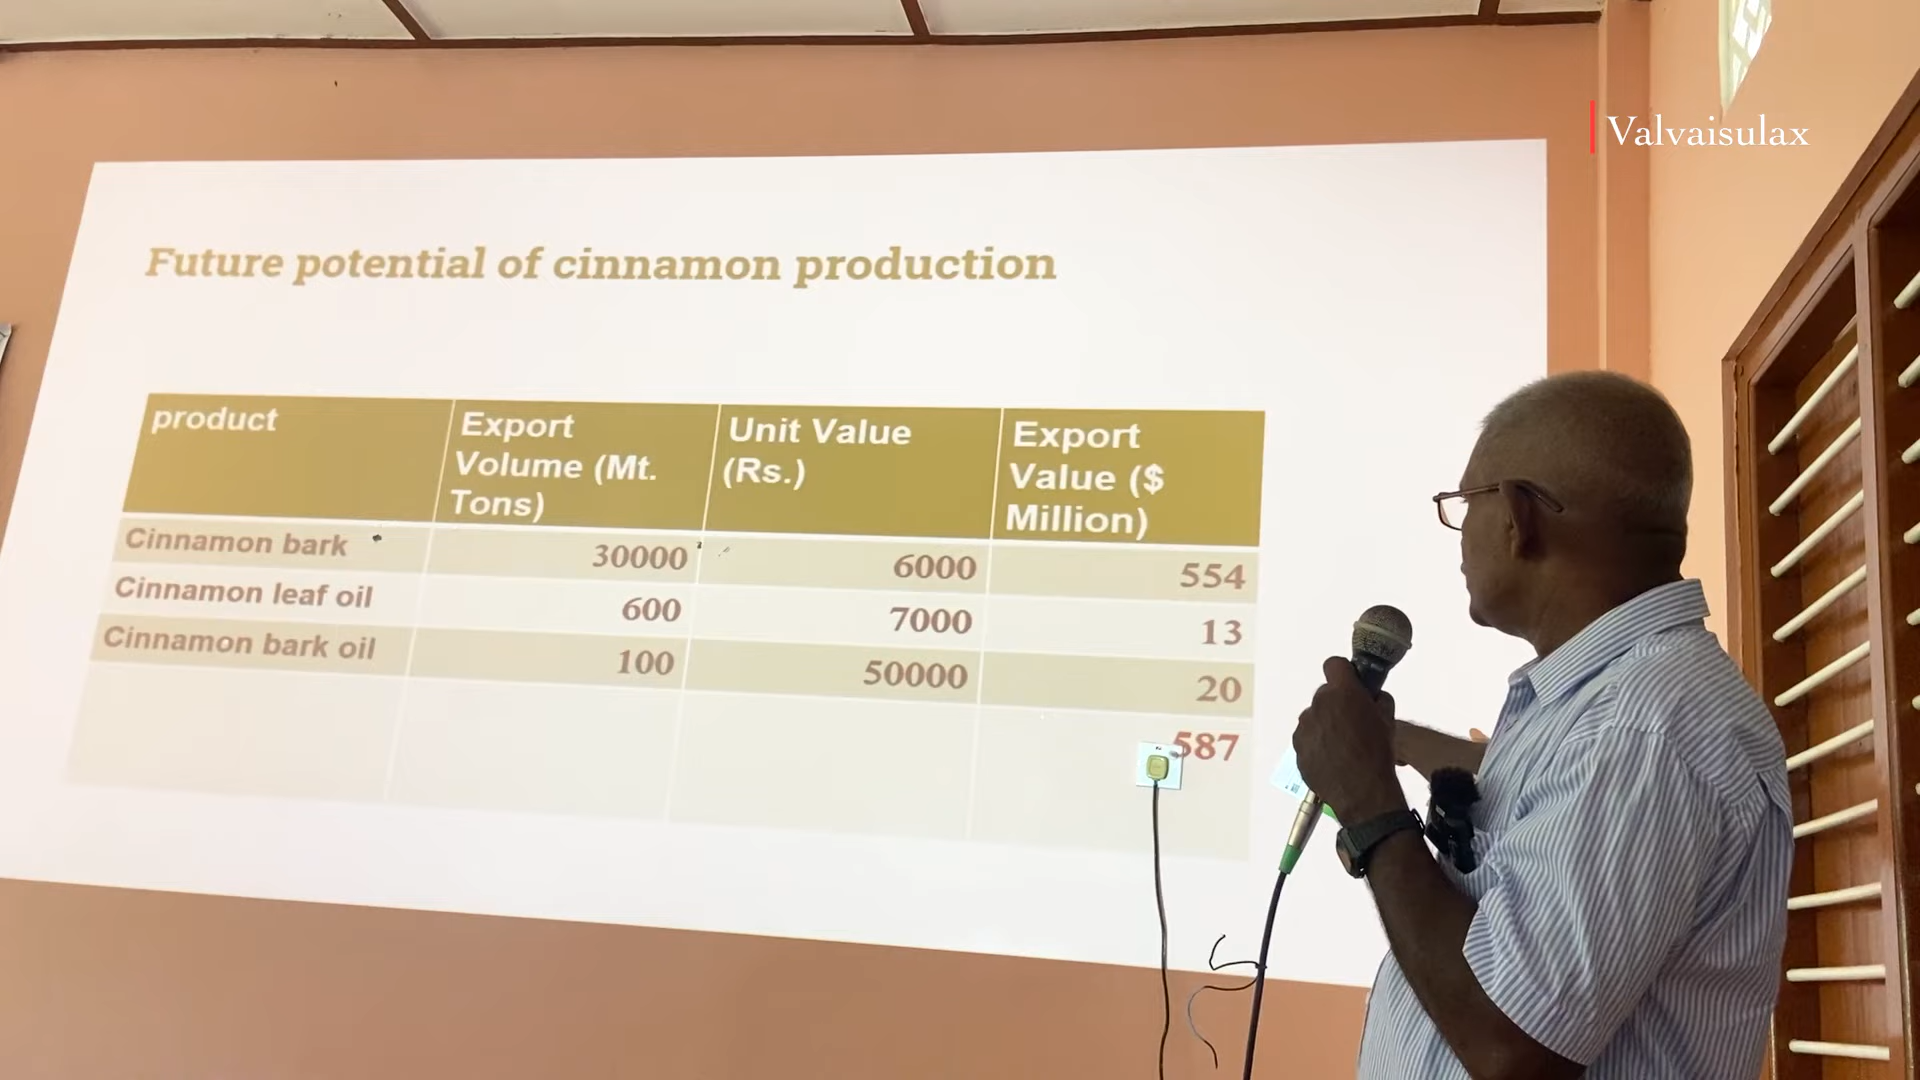 Valvaisulax
Future potential of cinnamon production
product
Export
Volume (Mt.
Tons)
Unit Value
(Rs.)
Export
Value ($
Million)
Cinnamon bark
30000
6000
554
Cinnamon leaf oil
600
7000
13
Cinnamon bark oil
100
50000
20
587